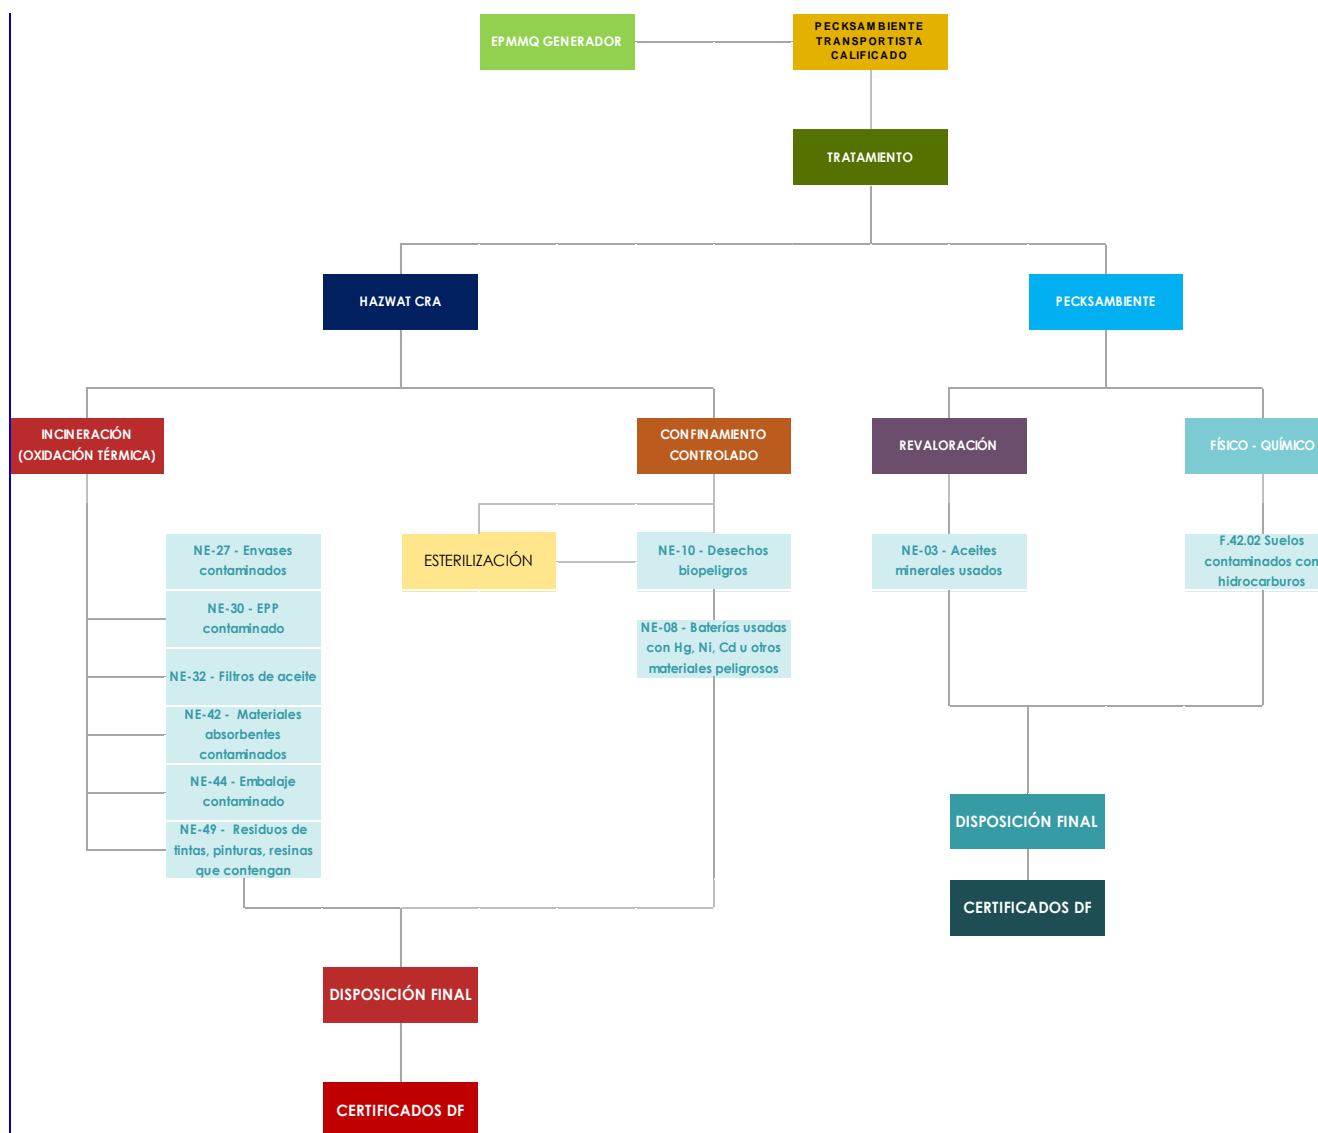 EPMMQ GENERADOR
PECKSAMBIENTE
TRANSPORTISTA
CALIFICADO
TRATAMIENTO
HAZWAT CRA
PECKSAMBIENTE
INCINERACIÓN
(OXIDACIÓN TÉRMICA)
CONFINAMIENTO
CONTROLADO
REVALORACIÓN
FÍSICO - QUÍMICO
NE-27 - Envases
contaminados
NE-30 - EPP
contaminado
NE-32 - Filtros de aceite
NE-42 - Materiales
absorbentes
contaminados
NE-44 - Embalaje
contaminado
NE-49 - Residuos de
tintas, pinturas, resinas
que contengan
ESTERILIZACIÓN
NE-10 - Desechos
biopeligros
NE-08 - Baterías usadas
con Hg, Ni, Cd u otros
materiales peligrosos
NE-03 - Aceites
minerales usados
F.42.02 Suelos
contaminados con
hidrocarburos
DISPOSICIÓN FINAL
CERTIFICADOS DF
DISPOSICIÓN FINAL
CERTIFICADOS DF